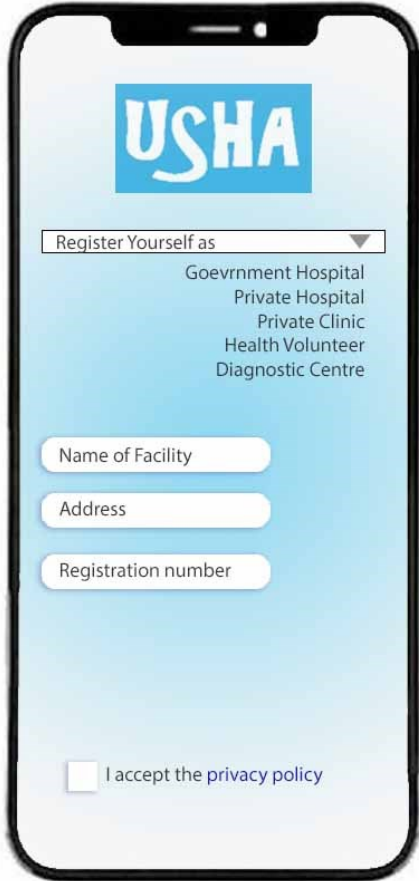 USHA
Register Yourself as
Goevrnment Hospital
Private Hospital
Private Clinic
Health Volunteer
Diagnostic Centre
Name of Facility
Address
Registration number
I accept the privacy policy